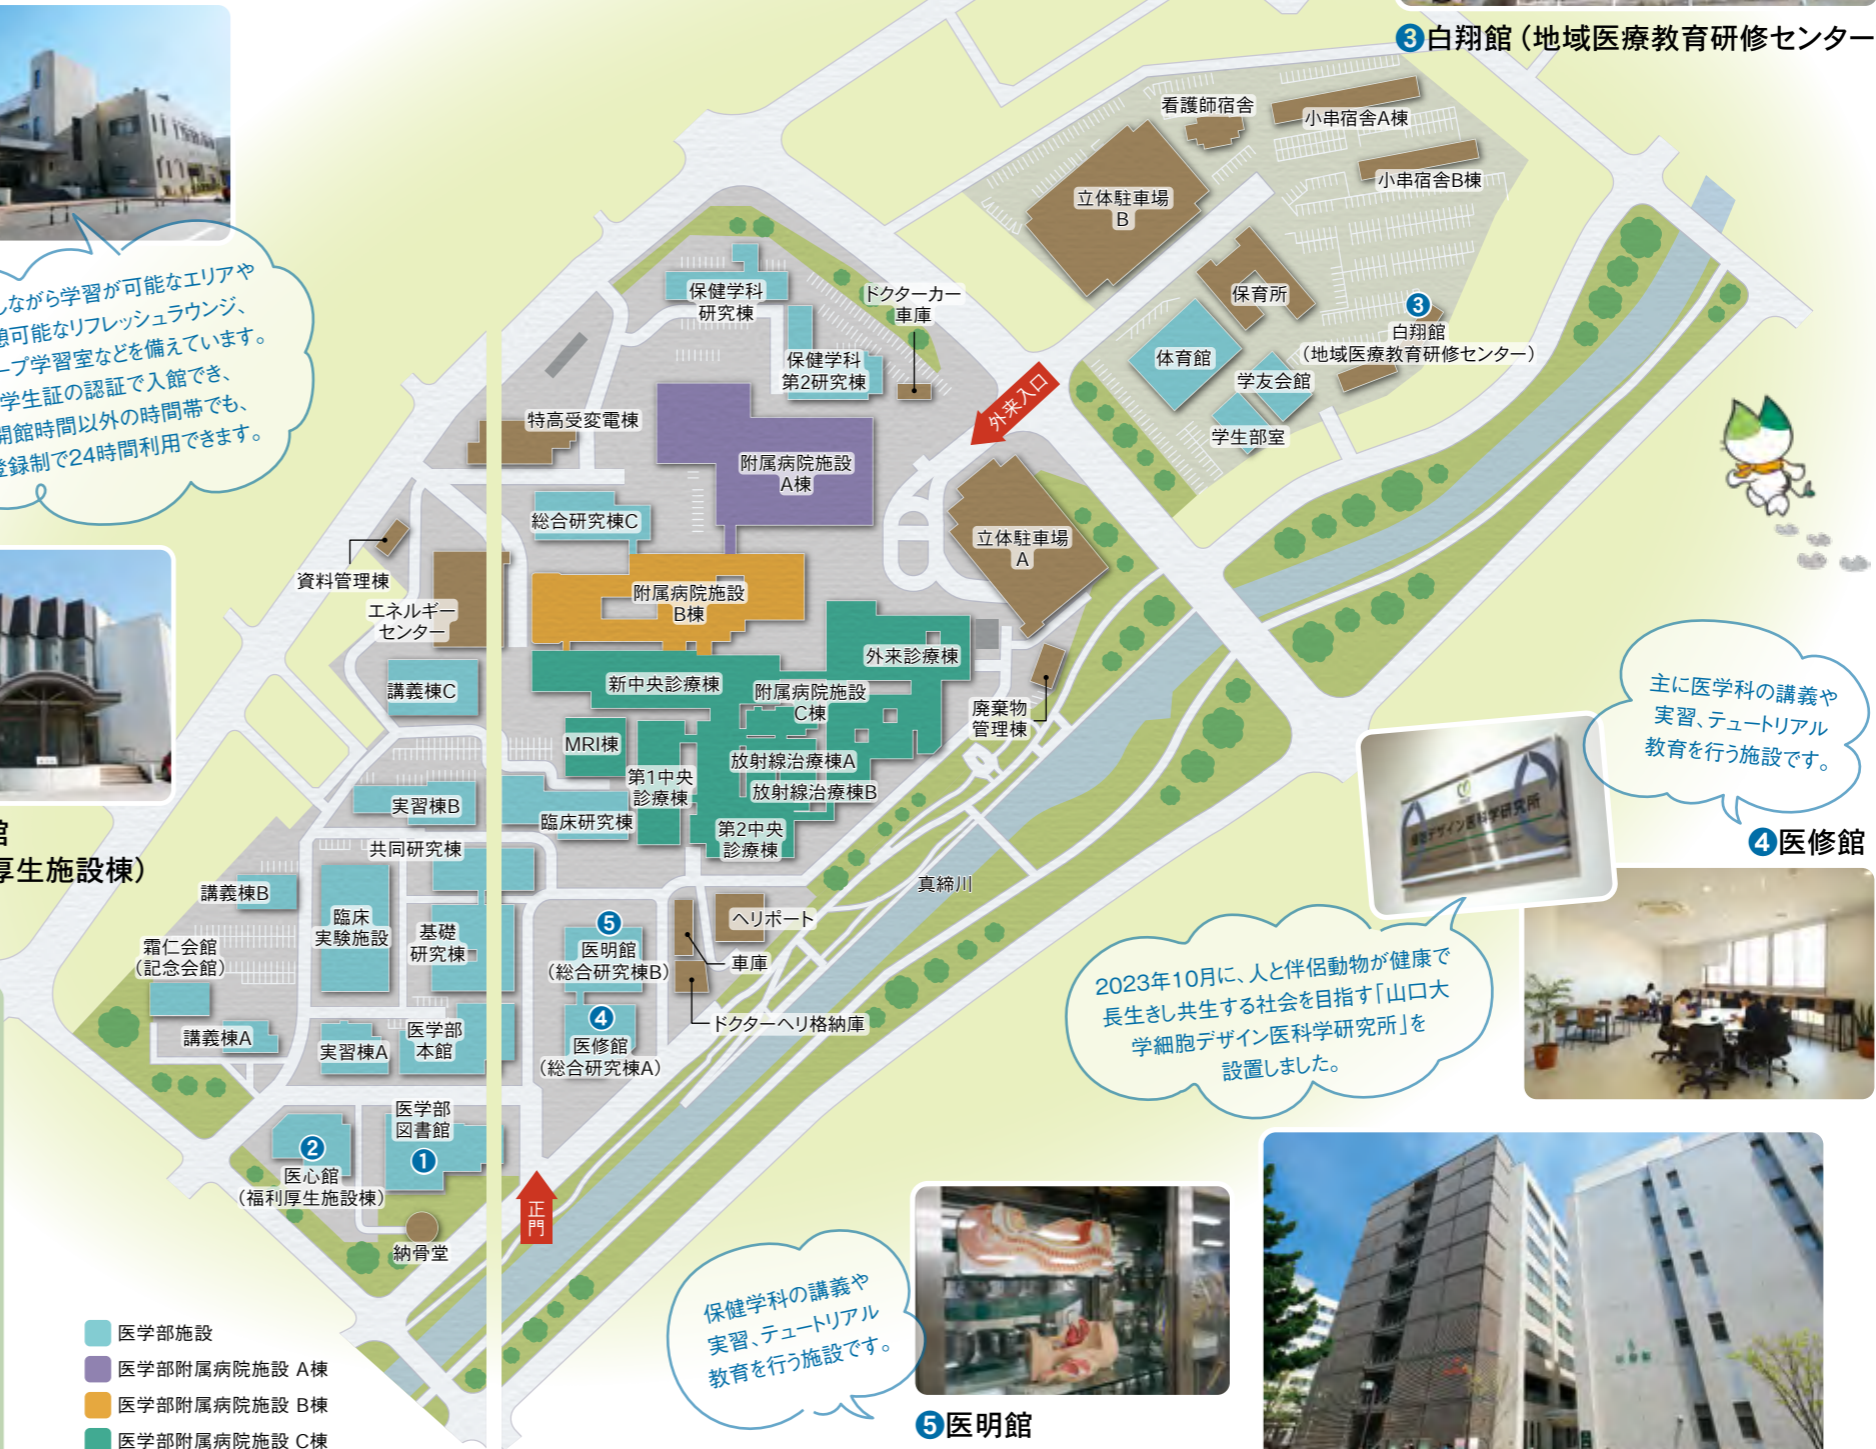 ③白翔館（地域医療教育研修センター
しながら学習が可能なエリアや
憩可能なリフレッシュラウンジ、
ープ学習室などを備えています。
学生証の認証で入館でき、
開館時間以外の時間帯でも、
登録制で24時間利用できます。
館
厚生施設棟）
看護師宿舎
小串宿舎A棟
小串宿舎B棟
立体駐車場
B
保育所
③
白翔館
（地域医療教育研修センター）
体育館
学友会館
学生部室
保健学科
研究棟
ドクターカー
車庫
保健学科
第2研究棟
外来入口
特高受変電棟
附属病院施設
A棟
総合研究棟C
立体駐車場
A
資料管理棟
エネルギー
センター
附属病院施設
B棟
講義棟C
新中央診療棟
外来診療棟
附属病院施設
C棟
廃棄物
管理棟
MRI棟
第1中央
診療棟
放射線治療棟A
放射線治療棟B
実習棟B
臨床研究棟
第2中央
診療棟
共同研究棟
真締川
講義棟B
臨床
実験施設
基礎
研究棟
⑤
医明館
（総合研究棟B）
ヘリポート
車庫
霜仁会館
（記念会館）
講義棟A
実習棟A
医学部
本館
④
医修館
（総合研究棟A）
ドクターヘリ格納庫
医学部
図書館
①
②
医心館
（福利厚生施設棟）
正門
納骨堂
主に医学科の講義や
実習、テュートリアル
教育を行う施設です。
④医修館
細胞デザイン医科学研究所
2023年10月に、人と伴侶動物が健康で
長生きし共生する社会を目指す「山口大
学細胞デザイン医科学研究所」を
設置しました。
保健学科の講義や
実習、テュートリアル
教育を行う施設です。
⑤医明館
医学部施設
医学部附属病院施設 A棟
医学部附属病院施設 B棟
医学部附属病院施設 C棟